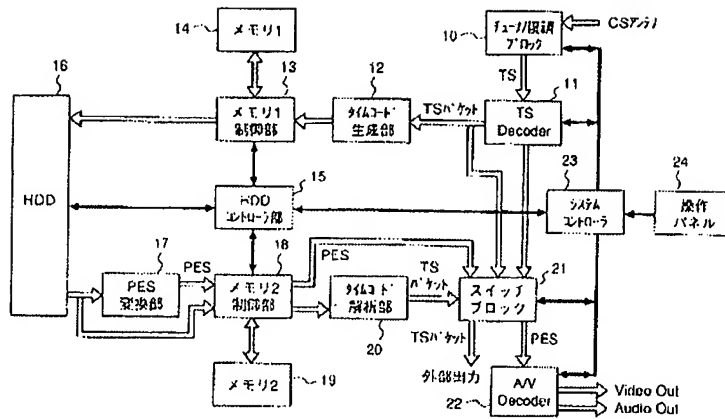 14
メモリ1
10
チューナ/復調
ブロック
CSアンテナ
16
13
12
TS
11
メモリ1
制御部
タイムコード
生成部
TSパケット
TS
Decoder
23
24
HDD
15
HDD
コントローラ部
システム
コントローラ
操作
パネル
17
18
PES
21
PES
変換部
PES
メモリ2
制御部
タイムコード
解析部
TS
パケット
スイッチ
ブロック
20
TSパケット
PES
メモリ2
19
外部出力
A/V
Decoder
22
Video Out
Audio Out